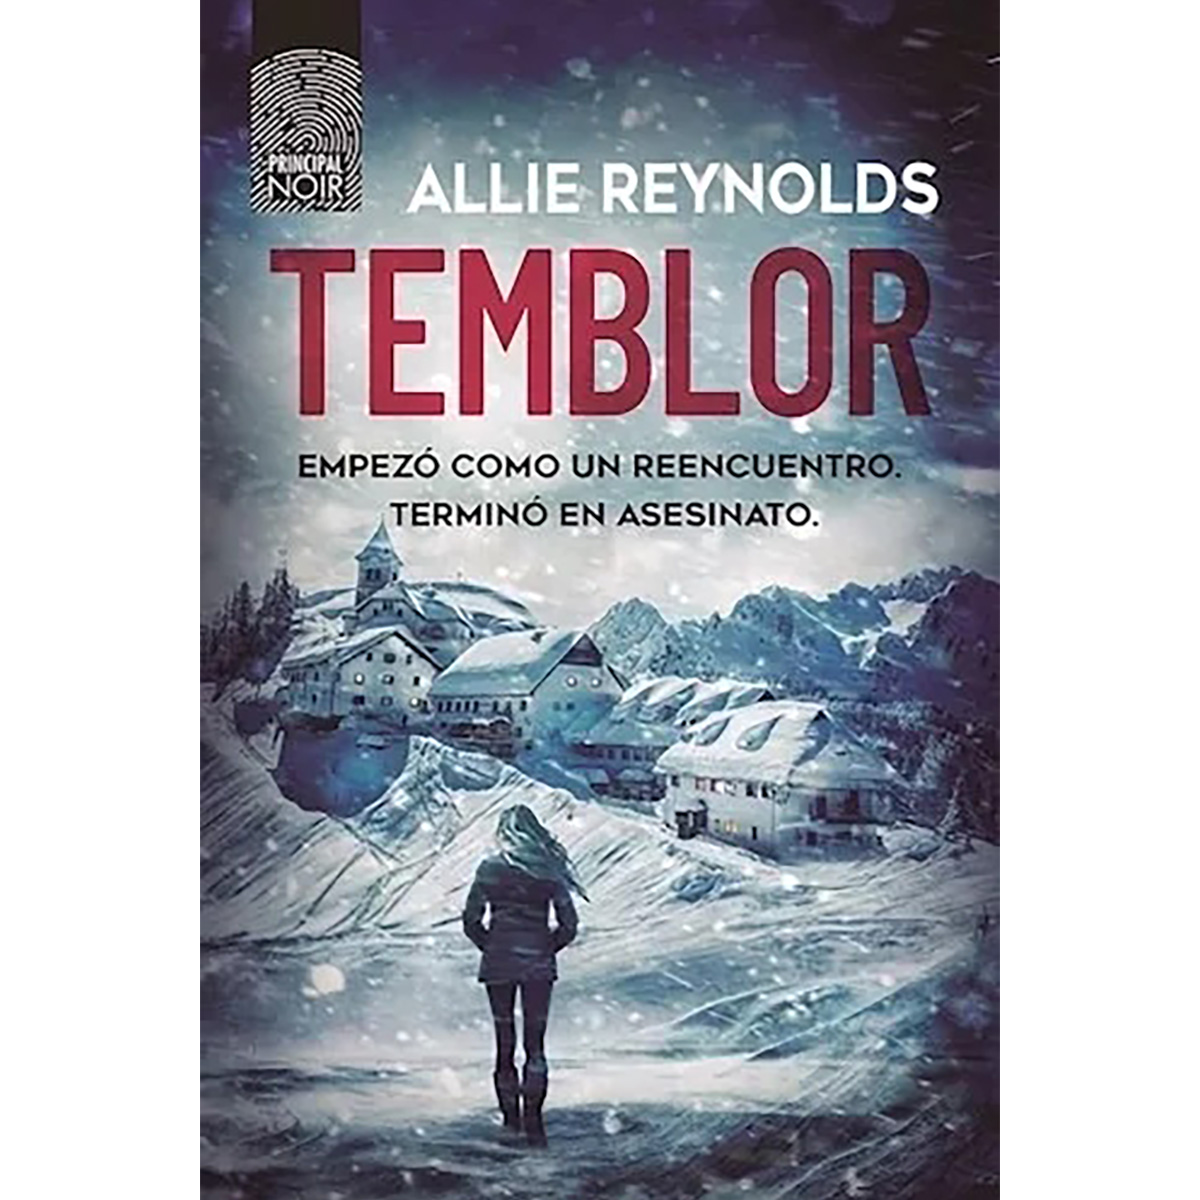 PRINCIPAL
NOIR
ALLIE REYNOLDS
TEMBLOR
EMPEZÓ COMO UN REENCUENTRO.
TERMINÓ EN ASESINATO.